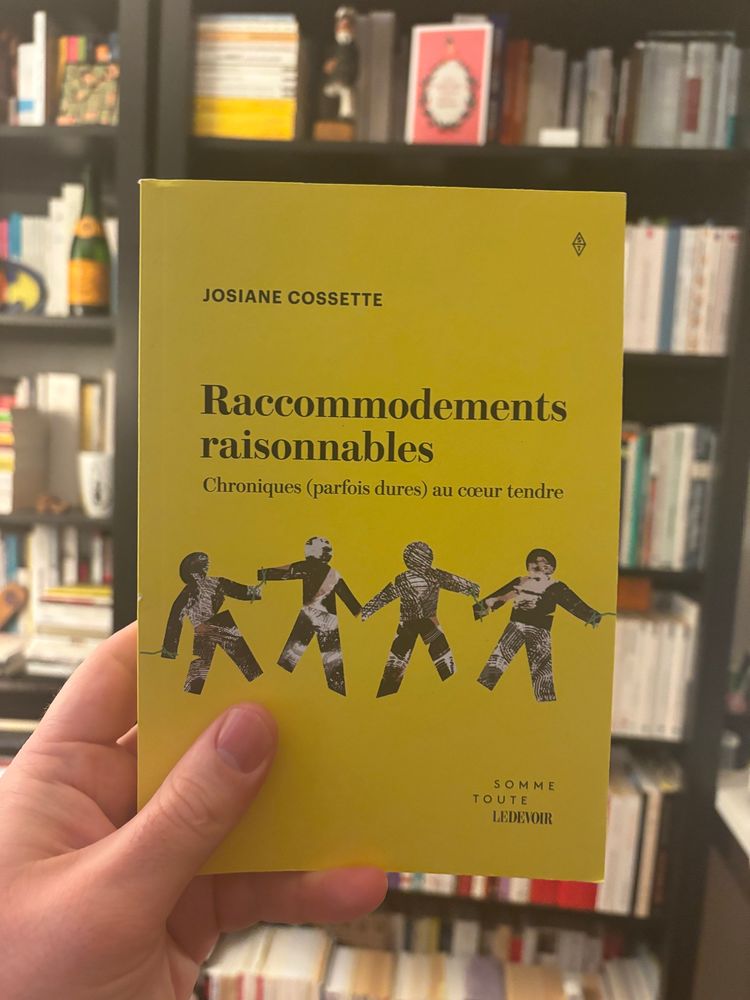 JOSIANE COSSETTE
Raccommodements
raisonnables
Chroniques (parfois dures) au cœur tendre
SOMME
TOUTE
LE DEVOIR